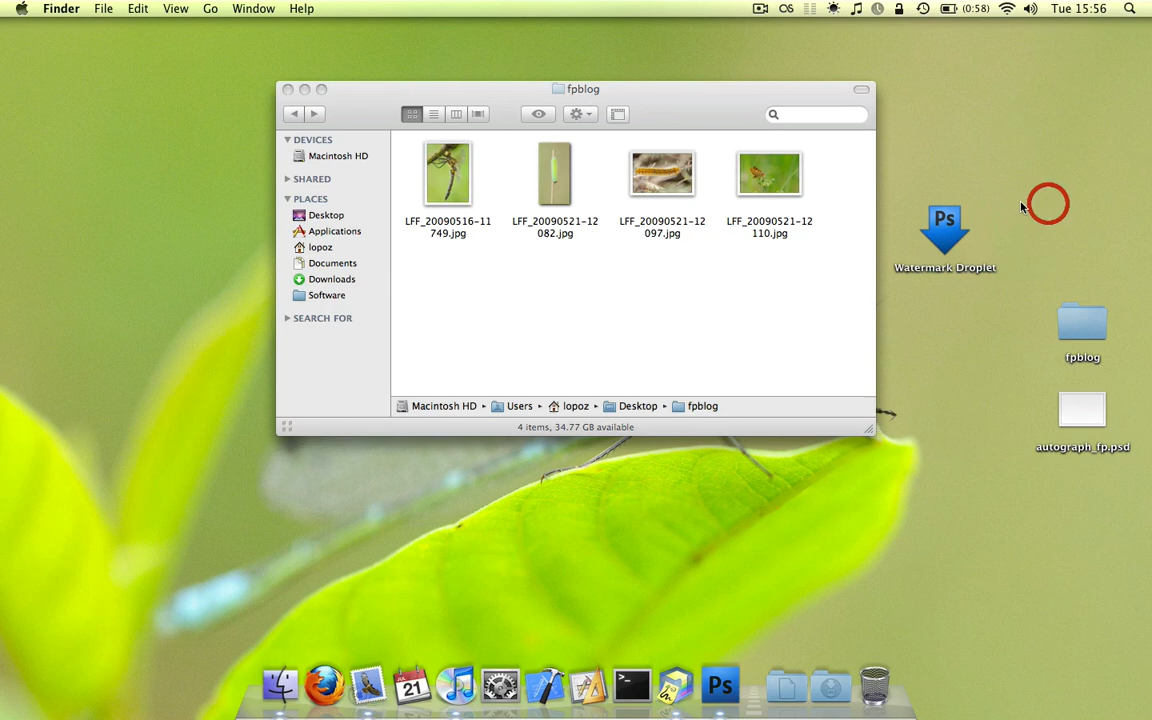 Finder File Edit View Go Window Help (0:58) Tue 15:56
fpblog
DEVICES
Macintosh HD
SHARED
PLACES
Desktop
Applications
lopoz
Documents
Downloads
Software
SEARCH FOR
LFF_20090516-11
749.jpg
LFF_20090521-12
082.jpg
LFF_20090521-12
097.jpg
LFF_20090521-12
110.jpg
Macintosh HD Users lopoz Desktop fpblog
4 items, 34.77 GB available
Ps
Watermark Droplet
fpblog
autograph_fp.psd
21
Ps